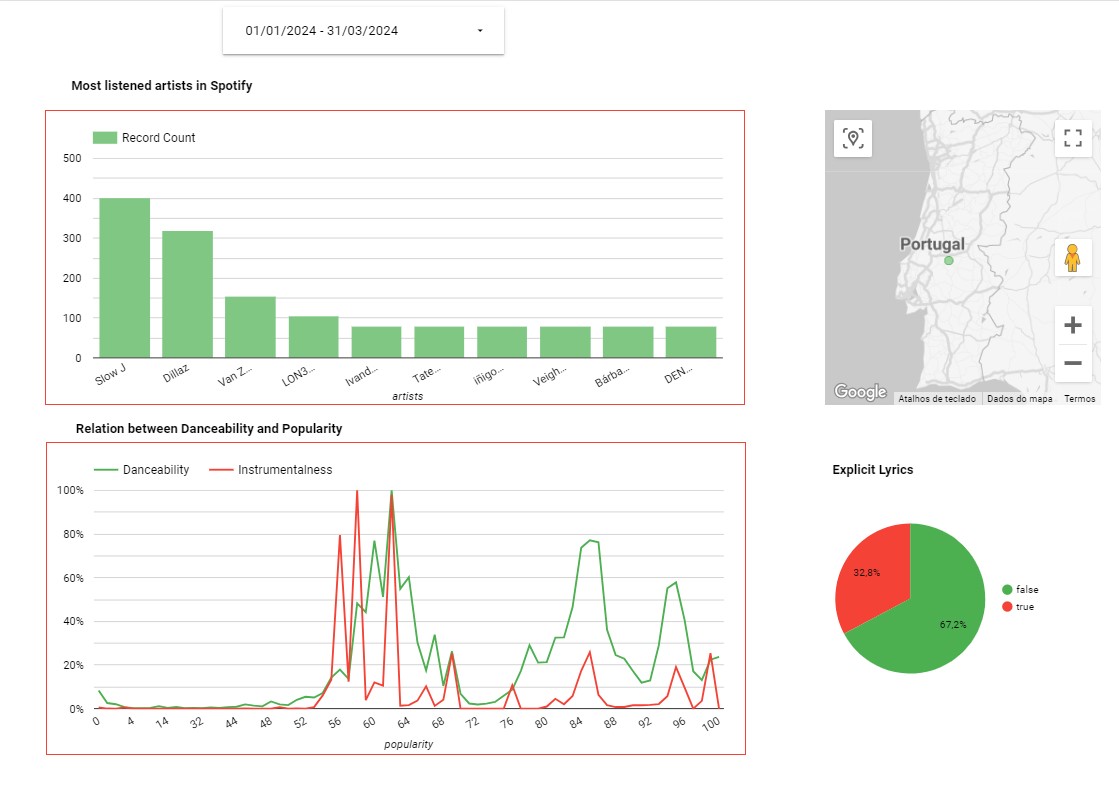 01/01/2024 - 31/03/2024
Most listened artists in Spotify
Record Count
500
400
300
200
100
0
Slow J
Dillaz
Van Z...
LON3...
Ivand...
Tate...
iñigo...
Veigh...
Bárba...
DEN...
artists
Portugal
Google
Atalhos de teclado
Dados do mapa
Termos
Relation between Danceability and Popularity
Danceability
Instrumentalness
100%
80%
60%
40%
20%
0%
0
4
14
32
44
48
52
56
60
64
68
72
76
80
84
88
92
96
100
popularity
Explicit Lyrics
32,8%
67,2%
false
true